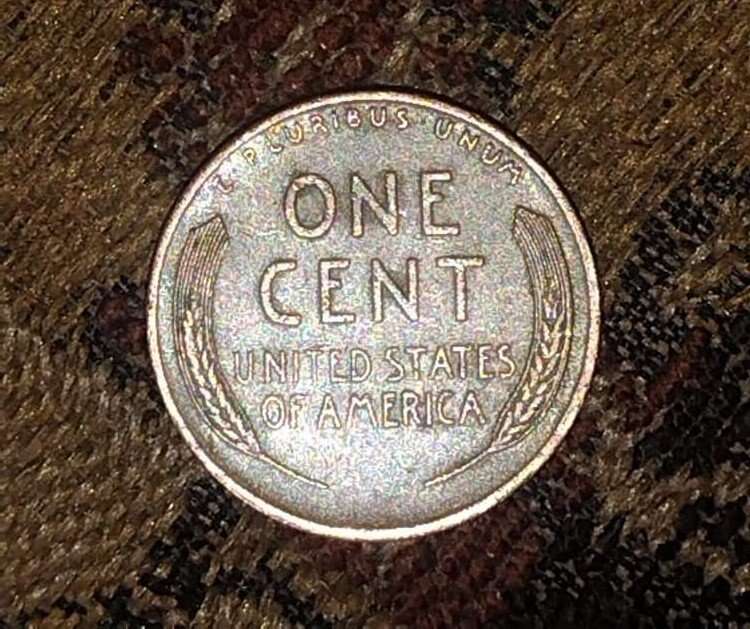 E PLURIBUS UNUM
ONE
CENT
UNITED STATES
OF AMERICA